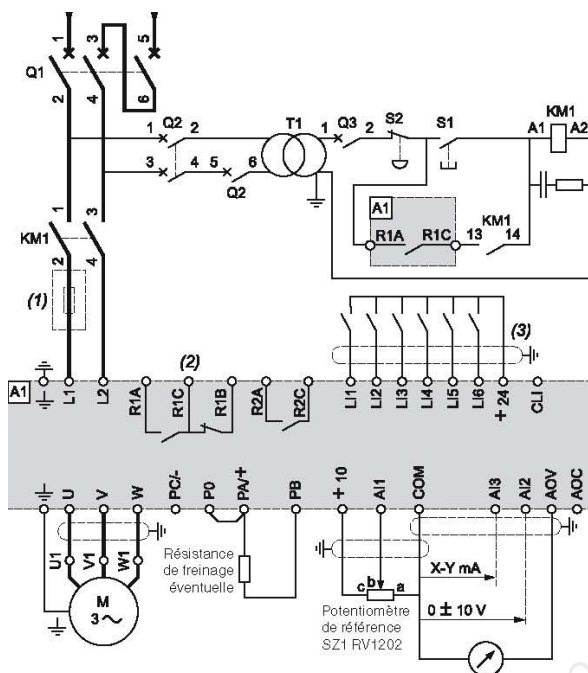 1 3 5
Q1
2 4 6
1 Q2 2 T1 1 Q3 2 S2 S1 KM1
A1 A2
3 4 5 6
Q2
A1
R1A R1C 13 KM1 14
1 3
KM1
2 4
(1)
(2)
(3)
A1
L1 L2 R1A R1C R1B R2A R2C LI1 LI2 LI3 LI4 LI5 LI6 + 24 CLI
U V W PC/- P0 PA/+ PB + 10 AI1 COM AI3 AI2 AOV AOC
U1 V1 W1
M
3 ~
Résistance
de freinage
éventuelle
c b a
Potentiomètre
de référence
SZ1 RV1202
X-Y mA
0 ± 10 V